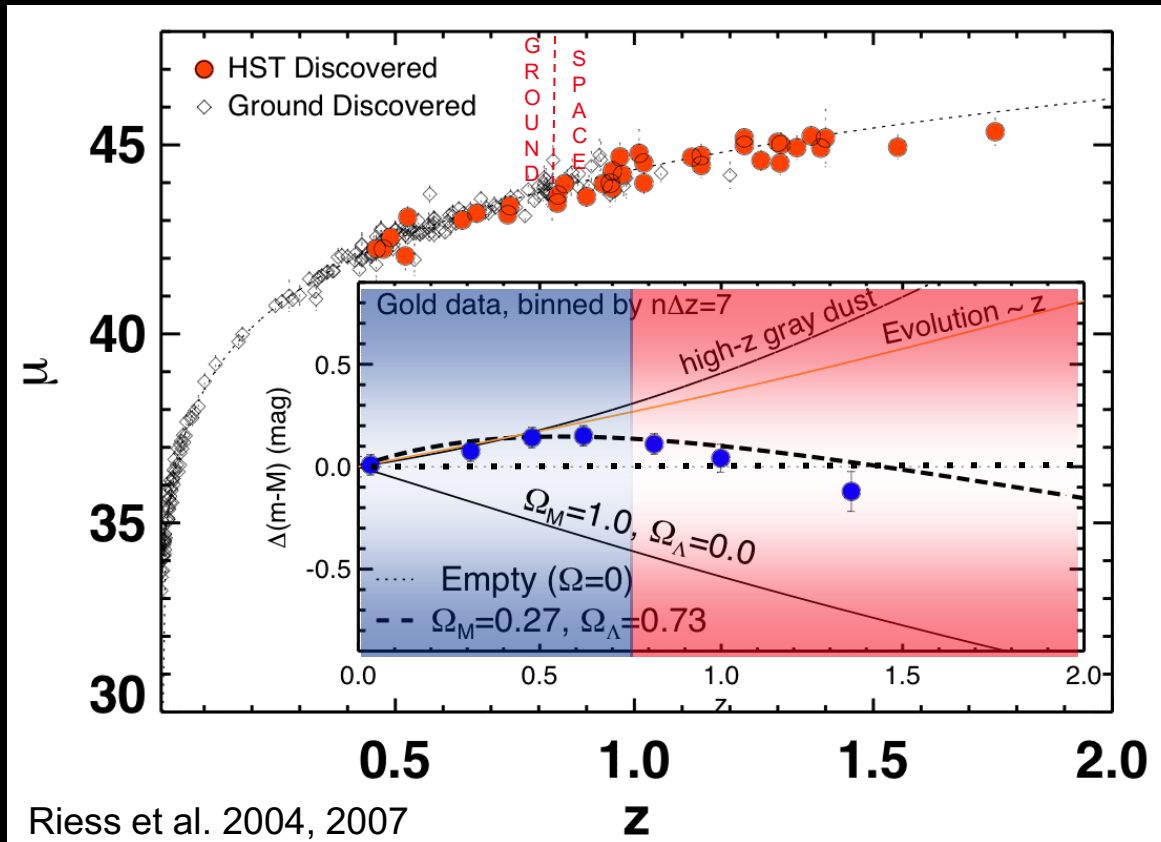 HST Discovered
Ground Discovered
GROUND
SPACE
45
40
35
30
μ
Gold data, binned by nΔz=7
high-z gray dust
Evolution ~ z
0.5
0.0
-0.5
Δ(m-M) (mag)
Ω_M=1.0, Ω_Λ=0.0
Empty (Ω=0)
Ω_M=0.27, Ω_Λ=0.73
0.0 0.5 1.0 1.5 2.0
z
0.5 1.0 1.5 2.0
z
Riess et al. 2004, 2007